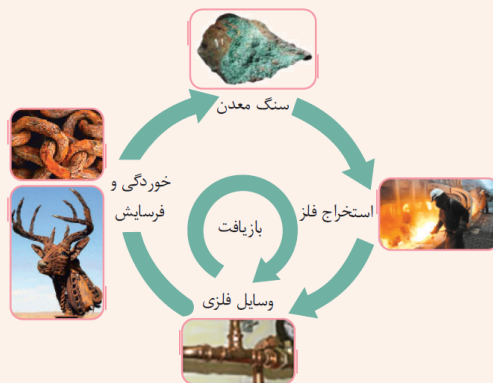 سنگ معدن
استخراج فلز
وسایل فلزی
خوردگی و
فرسایش
بازیافت